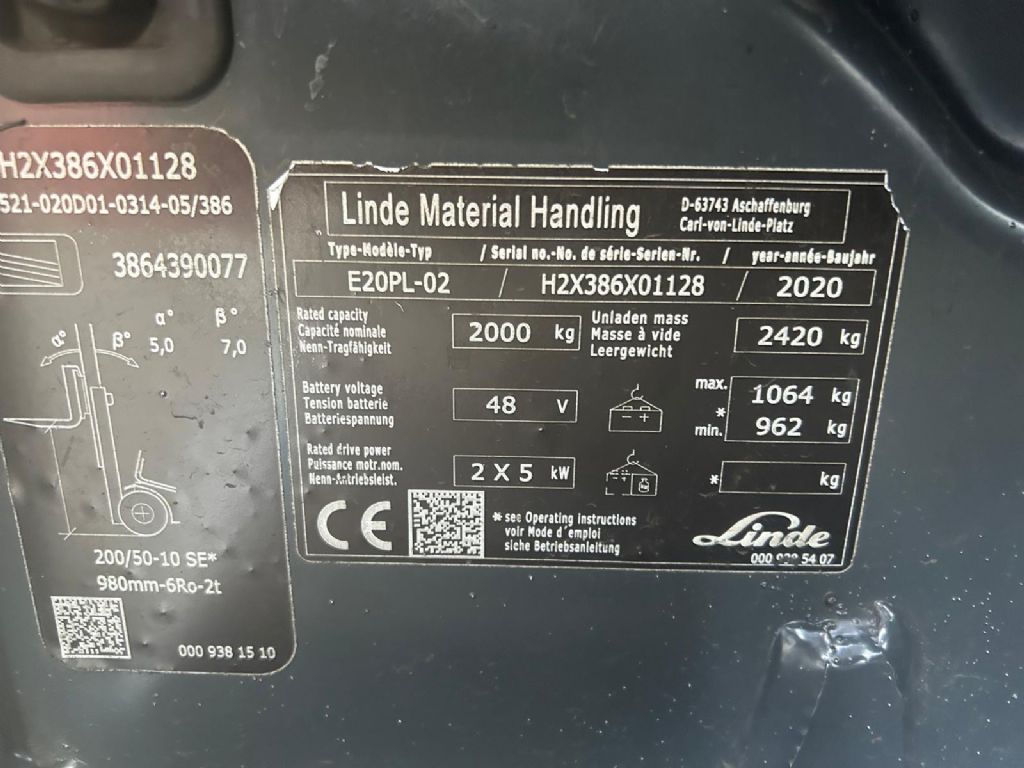 H2X386X01128
521-020D01-0314-05/386
3864390077
α° β°
α° β° 5,0 7,0
200/50-10 SE*
980mm-6Ro-2t
000 938 15 10
Linde Material Handling
D-63743 Aschaffenburg
Carl-von-Linde-Platz
Type-Modèle-Typ / Serial no.-No. de série-Serien-Nr. / year-année-Baujahr
E20PL-02 / H2X386X01128 / 2020
Rated capacity
Capacité nominale
Nenn-Tragfähigkeit
2000 kg
Unladen mass
Masse à vide
Leergewicht
2420 kg
Battery voltage
Tension batterie
Batteriespannung
48 V
- +
max. 1064 kg
*
min. 962 kg
Rated drive power
Puissance motr.nom.
Nenn-Antriebsleist.
2 X 5 kW
* kg
CE
* see Operating instructions
voir Mode d'emploi
siche Betriebsanleitung
Linde
000 54 07